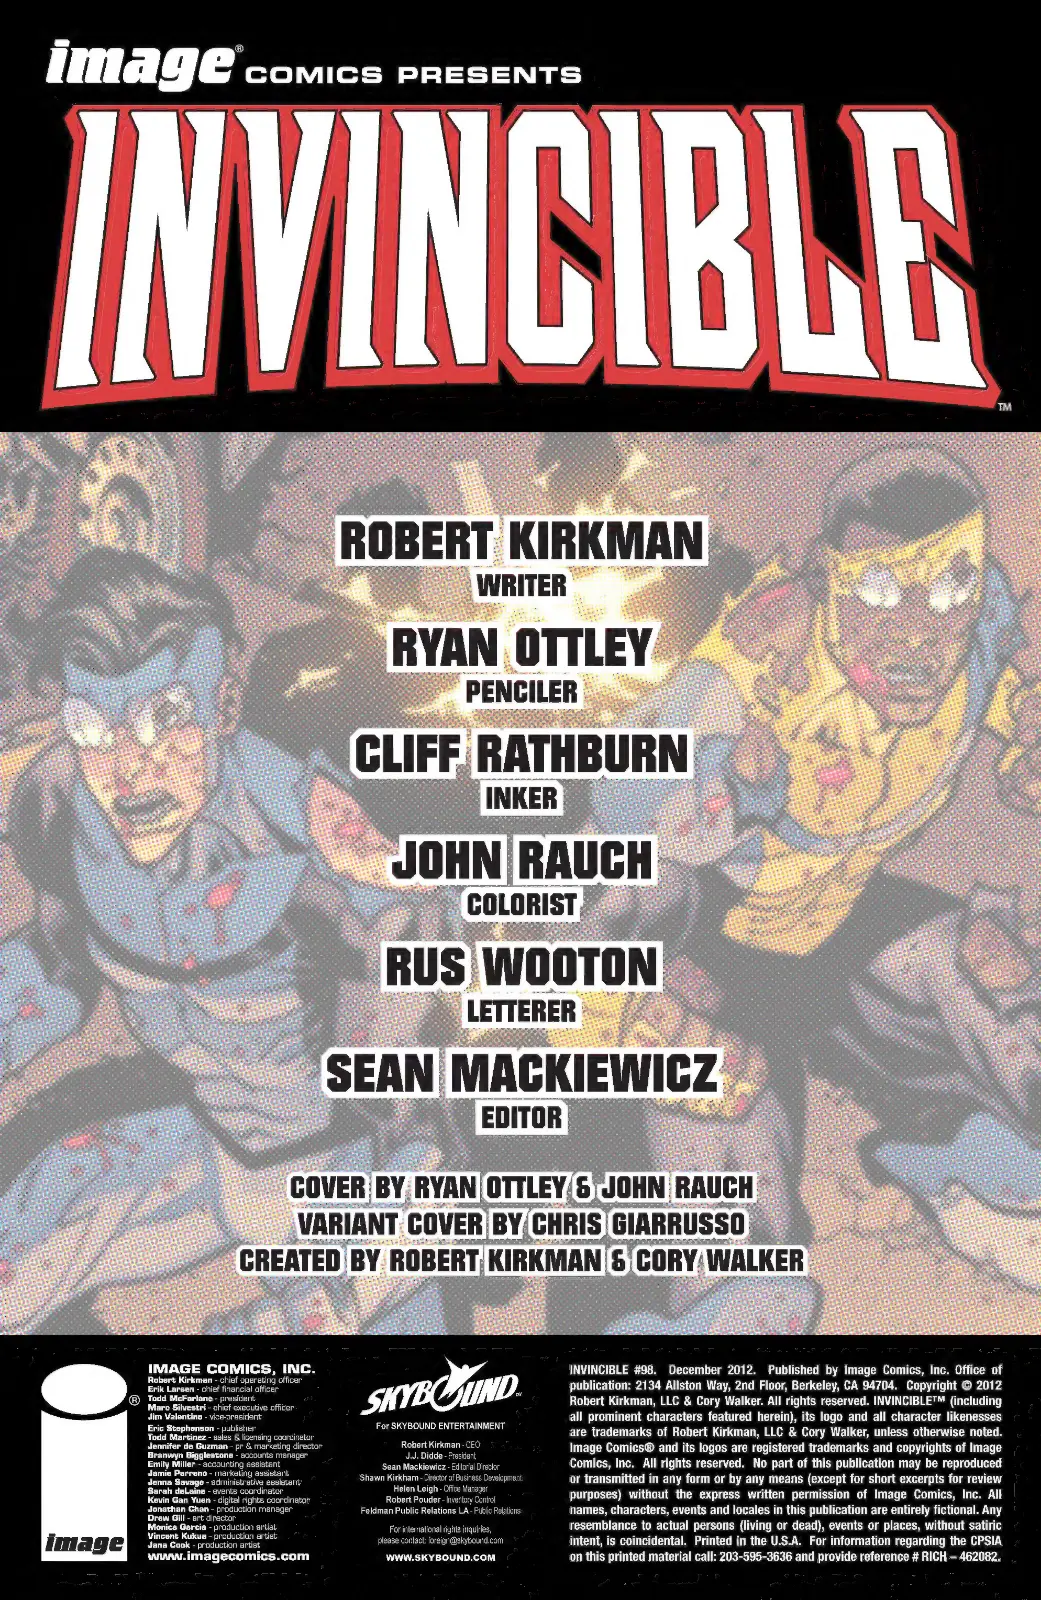 image® COMICS PRESENTS
INVINCIBLE™
ROBERT KIRKMAN
WRITER
RYAN OTTLEY
PENCILER
CLIFF RATHBURN
INKER
JOHN RAUCH
COLORIST
RUS WOOTON
LETTERER
SEAN MACKIEWICZ
EDITOR
COVER BY RYAN OTTLEY & JOHN RAUCH
VARIANT COVER BY CHRIS GIARRUSSO
CREATED BY ROBERT KIRKMAN & CORY WALKER
®
image
IMAGE COMICS, INC.
Robert Kirkman - chief operating officer
Erik Larsen - chief financial officer
Todd McFarlane - president
Marc Silvestri - chief executive officer
Jim Valentino - vice-president
Eric Stephenson - publisher
Todd Martinez - sales & licensing coordinator
Jennifer de Guzman - pr & marketing director
Branwyn Bigglestone - accounts manager
Emily Miller - accounting assistant
Jamie Parreno - marketing assistant
Jenna Savage - administrative assistant
Sarah deLaine - events coordinator
Kevin Gan Yuen - digital rights coordinator
Jonathan Chan - production manager
Drew Gill - art director
Monica Garcia - production artist
Vincent Kukua - production artist
Jana Cook - production artist
www.imagecomics.com
SKYBOUND
For SKYBOUND ENTERTAINMENT
Robert Kirkman - CEO
J.J. Didde - President
Sean Mackiewicz - Editorial Director
Shawn Kirkham - Director of Business Development
Helen Leigh - Office Manager
Robert Pouder - Inventory Control
Feldman Public Relations LA - Public Relations
For international rights inquiries,
please contact: foreign@skybound.com
WWW.SKYBOUND.COM
INVINCIBLE #98. December 2012. Published by Image Comics, Inc. Office of
publication: 2134 Allston Way, 2nd Floor, Berkeley, CA 94704. Copyright © 2012
Robert Kirkman, LLC & Cory Walker. All rights reserved. INVINCIBLE™ (including
all prominent characters featured herein), its logo and all character likenesses
are trademarks of Robert Kirkman, LLC & Cory Walker, unless otherwise noted.
Image Comics® and its logos are registered trademarks and copyrights of Image
Comics, Inc. All rights reserved. No part of this publication may be reproduced
or transmitted in any form or by any means (except for short excerpts for review
purposes) without the express written permission of Image Comics, Inc. All
names, characters, events and locales in this publication are entirely fictional. Any
resemblance to actual persons (living or dead), events or places, without satiric
intent, is coincidental. Printed in the U.S.A. For information regarding the CPSIA
on this printed material call: 203-595-3636 and provide reference # RICH – 462082.